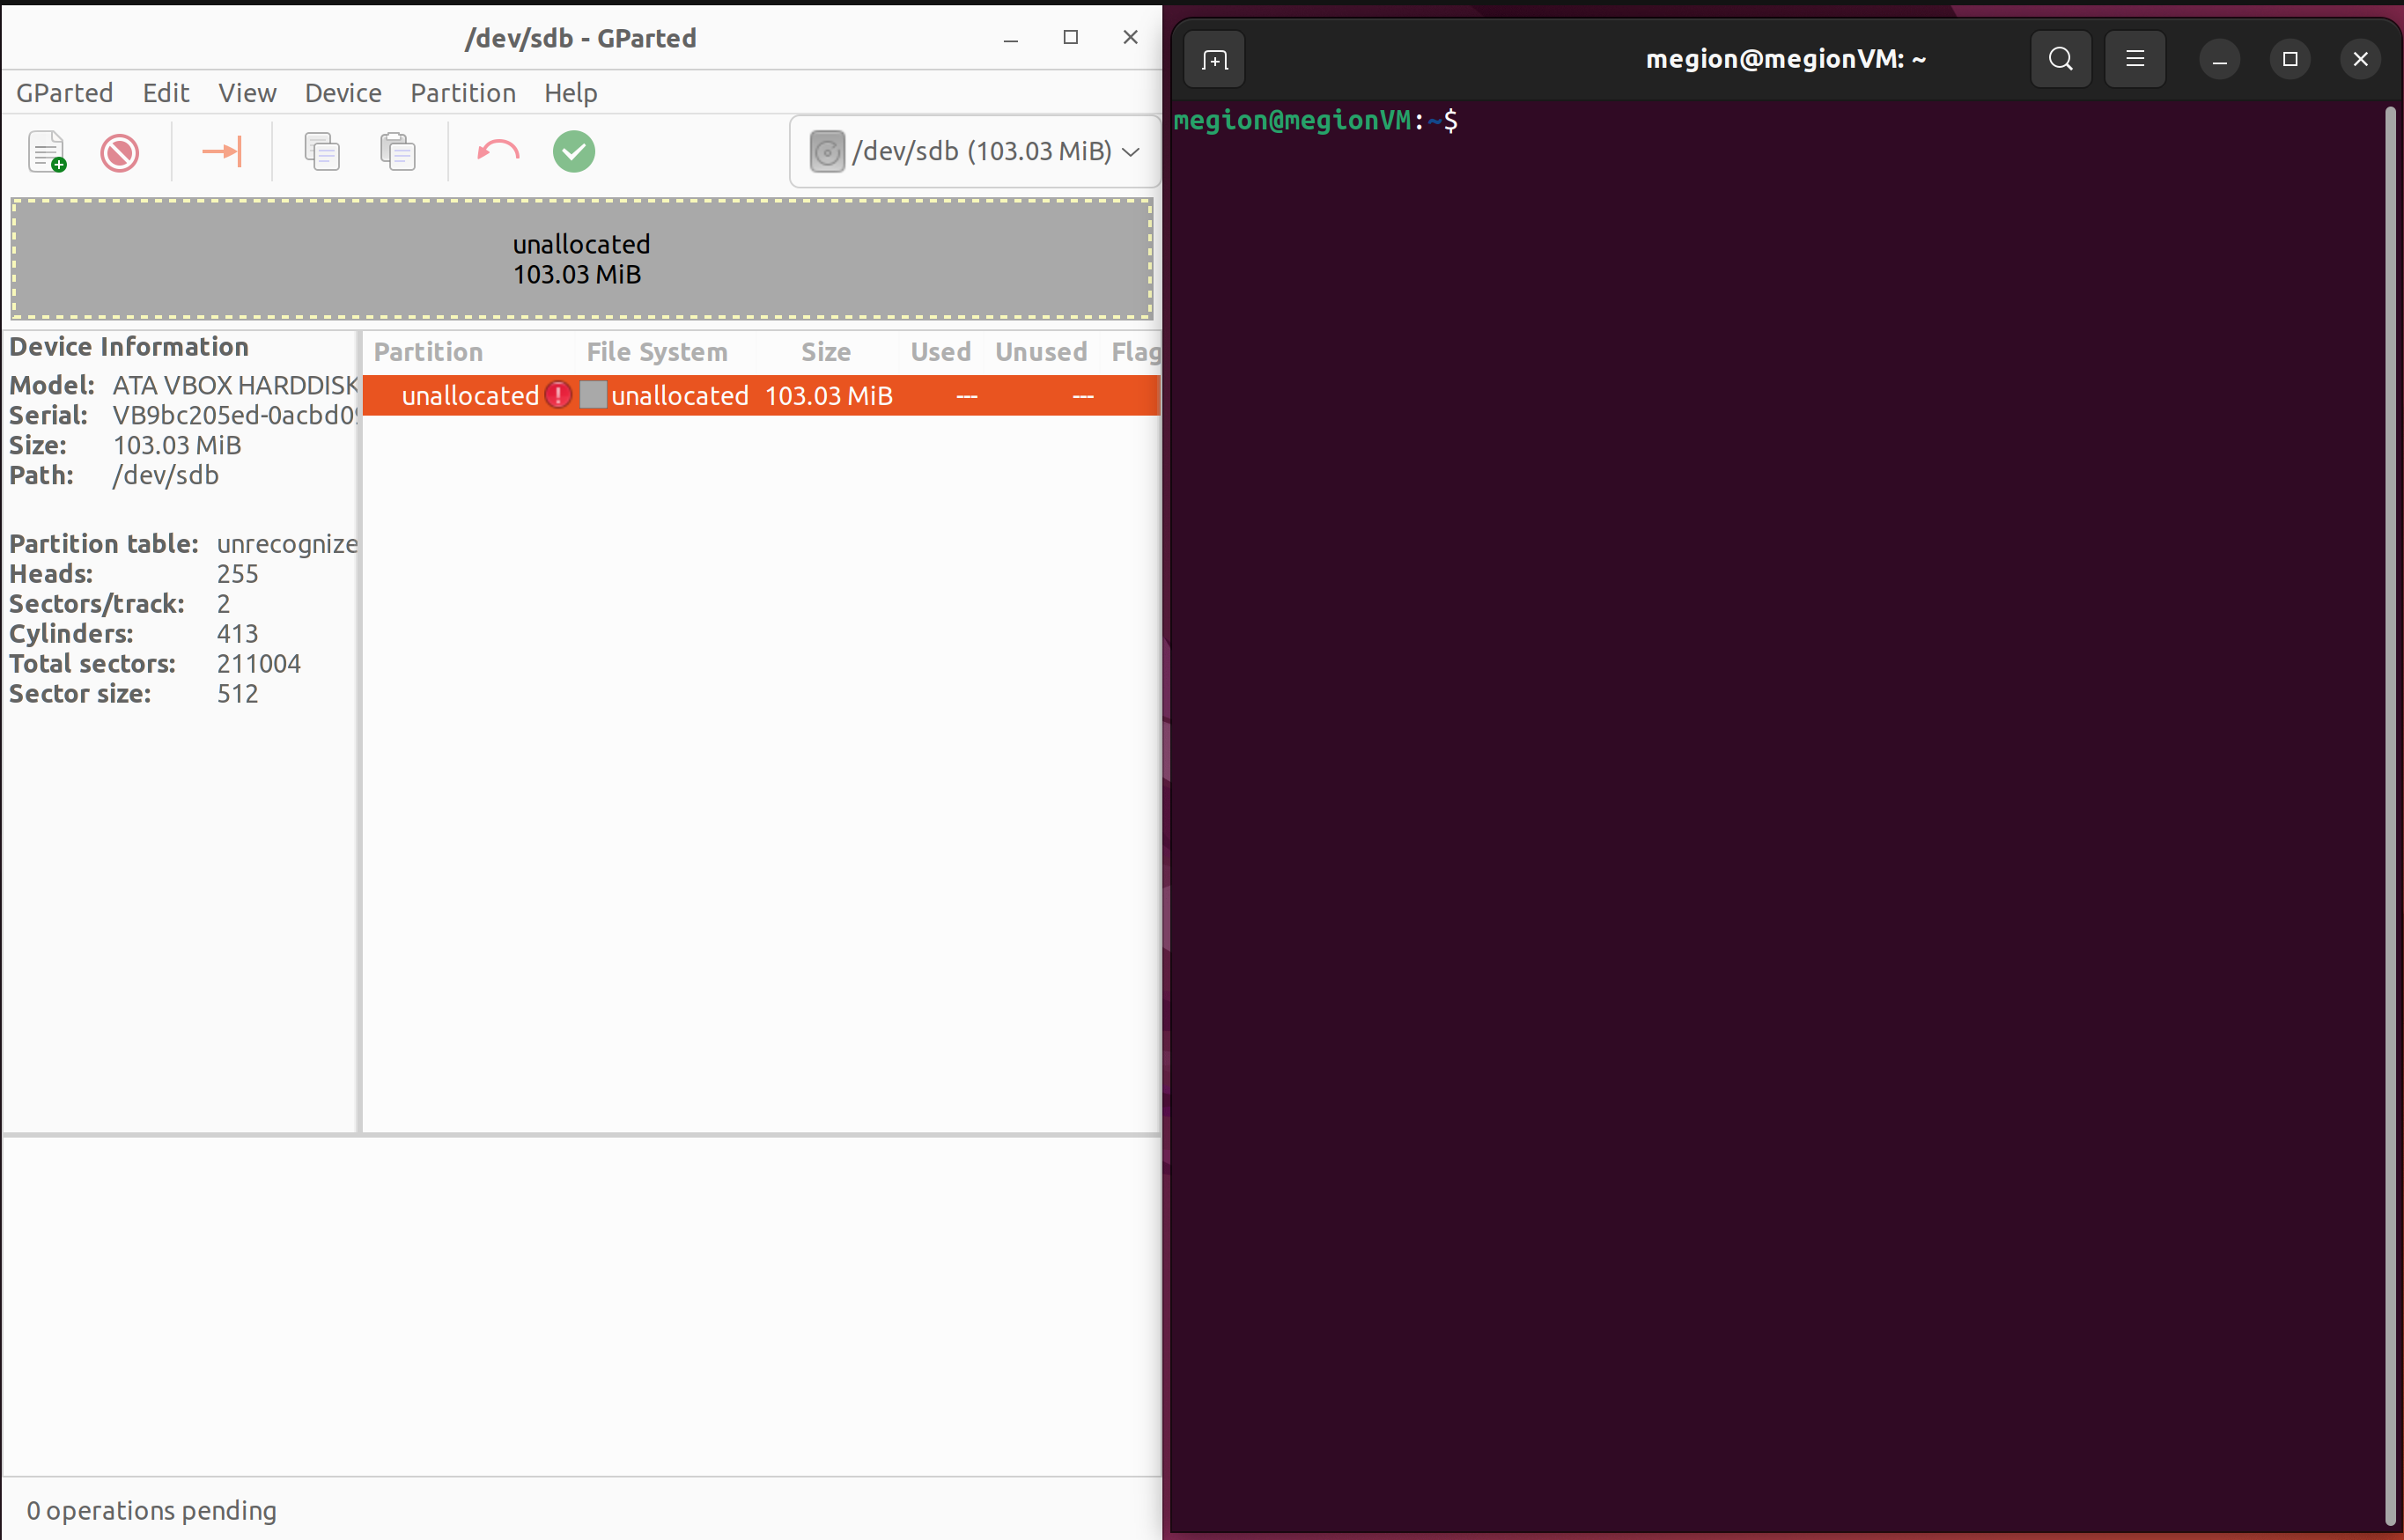 /dev/sdb - GParted
GParted Edit View Device Partition Help
/dev/sdb (103.03 MiB)
unallocated
103.03 MiB
Device Information
Model: ATA VBOX HARDDISK
Serial: VB9bc205ed-0acbd09
Size: 103.03 MiB
Path: /dev/sdb
Partition table: unrecognize
Heads: 255
Sectors/track: 2
Cylinders: 413
Total sectors: 211004
Sector size: 512
Partition File System Size Used Unused Flag
unallocated unallocated 103.03 MiB --- ---
0 operations pending
megion@megionVM: ~
megion@megionVM:~$